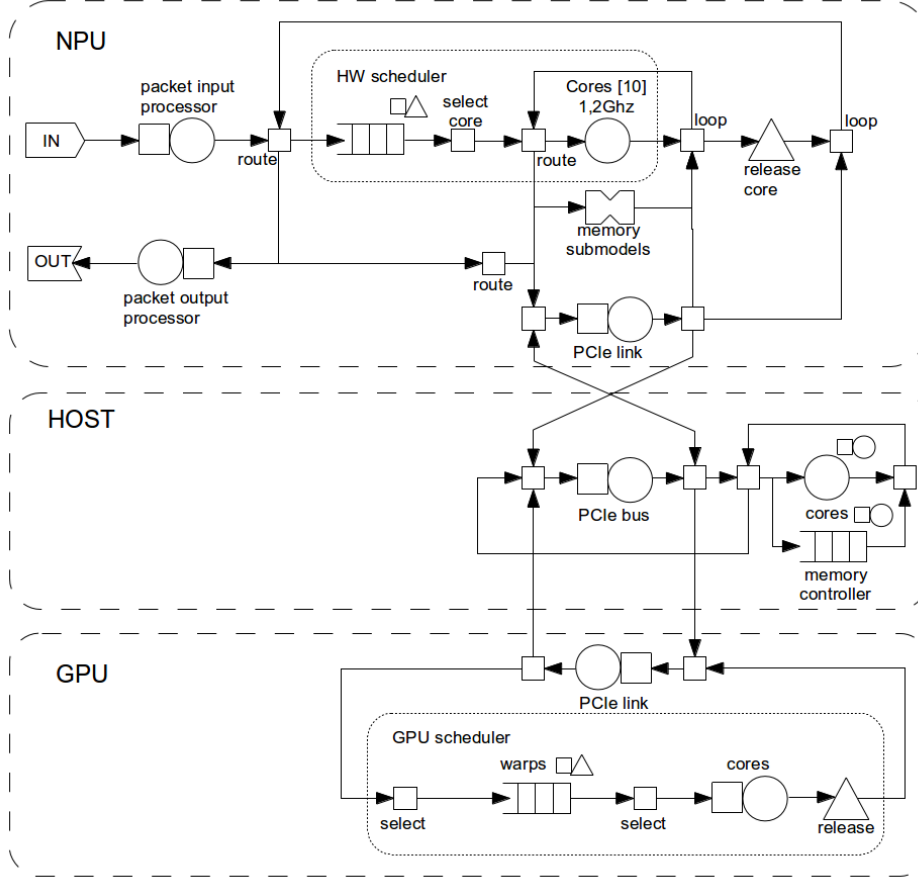 NPU
packet input
processor
HW scheduler
select
core
Cores [10]
1,2Ghz
loop
loop
IN
route
route
release
core
memory
submodels
OUT
packet output
processor
route
PCIe link
HOST
PCIe bus
cores
memory
controller
GPU
PCIe link
GPU scheduler
warps
cores
select
select
release